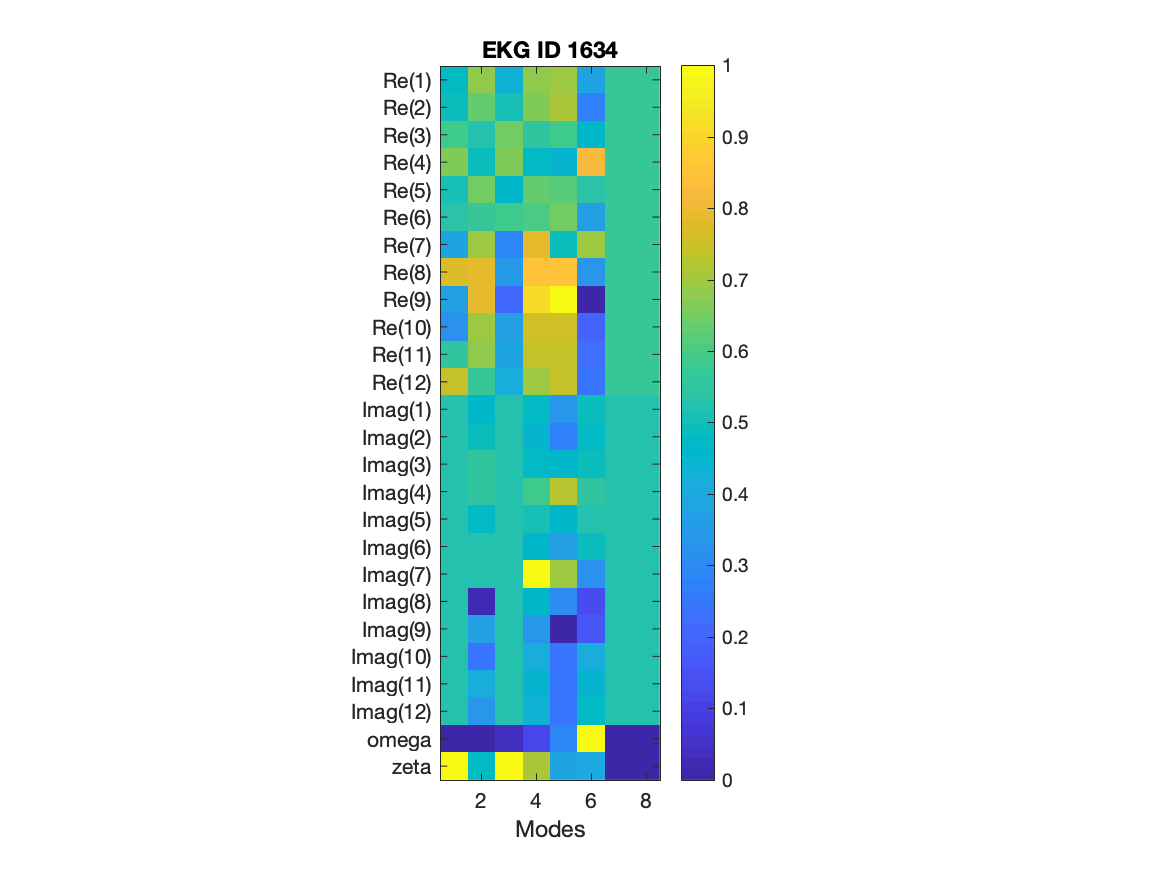 EKG ID 1634
Re(1)
Re(2)
Re(3)
Re(4)
Re(5)
Re(6)
Re(7)
Re(8)
Re(9)
Re(10)
Re(11)
Re(12)
Imag(1)
Imag(2)
Imag(3)
Imag(4)
Imag(5)
Imag(6)
Imag(7)
Imag(8)
Imag(9)
Imag(10)
Imag(11)
Imag(12)
omega
zeta
2 4 6 8
Modes
1
0.9
0.8
0.7
0.6
0.5
0.4
0.3
0.2
0.1
0